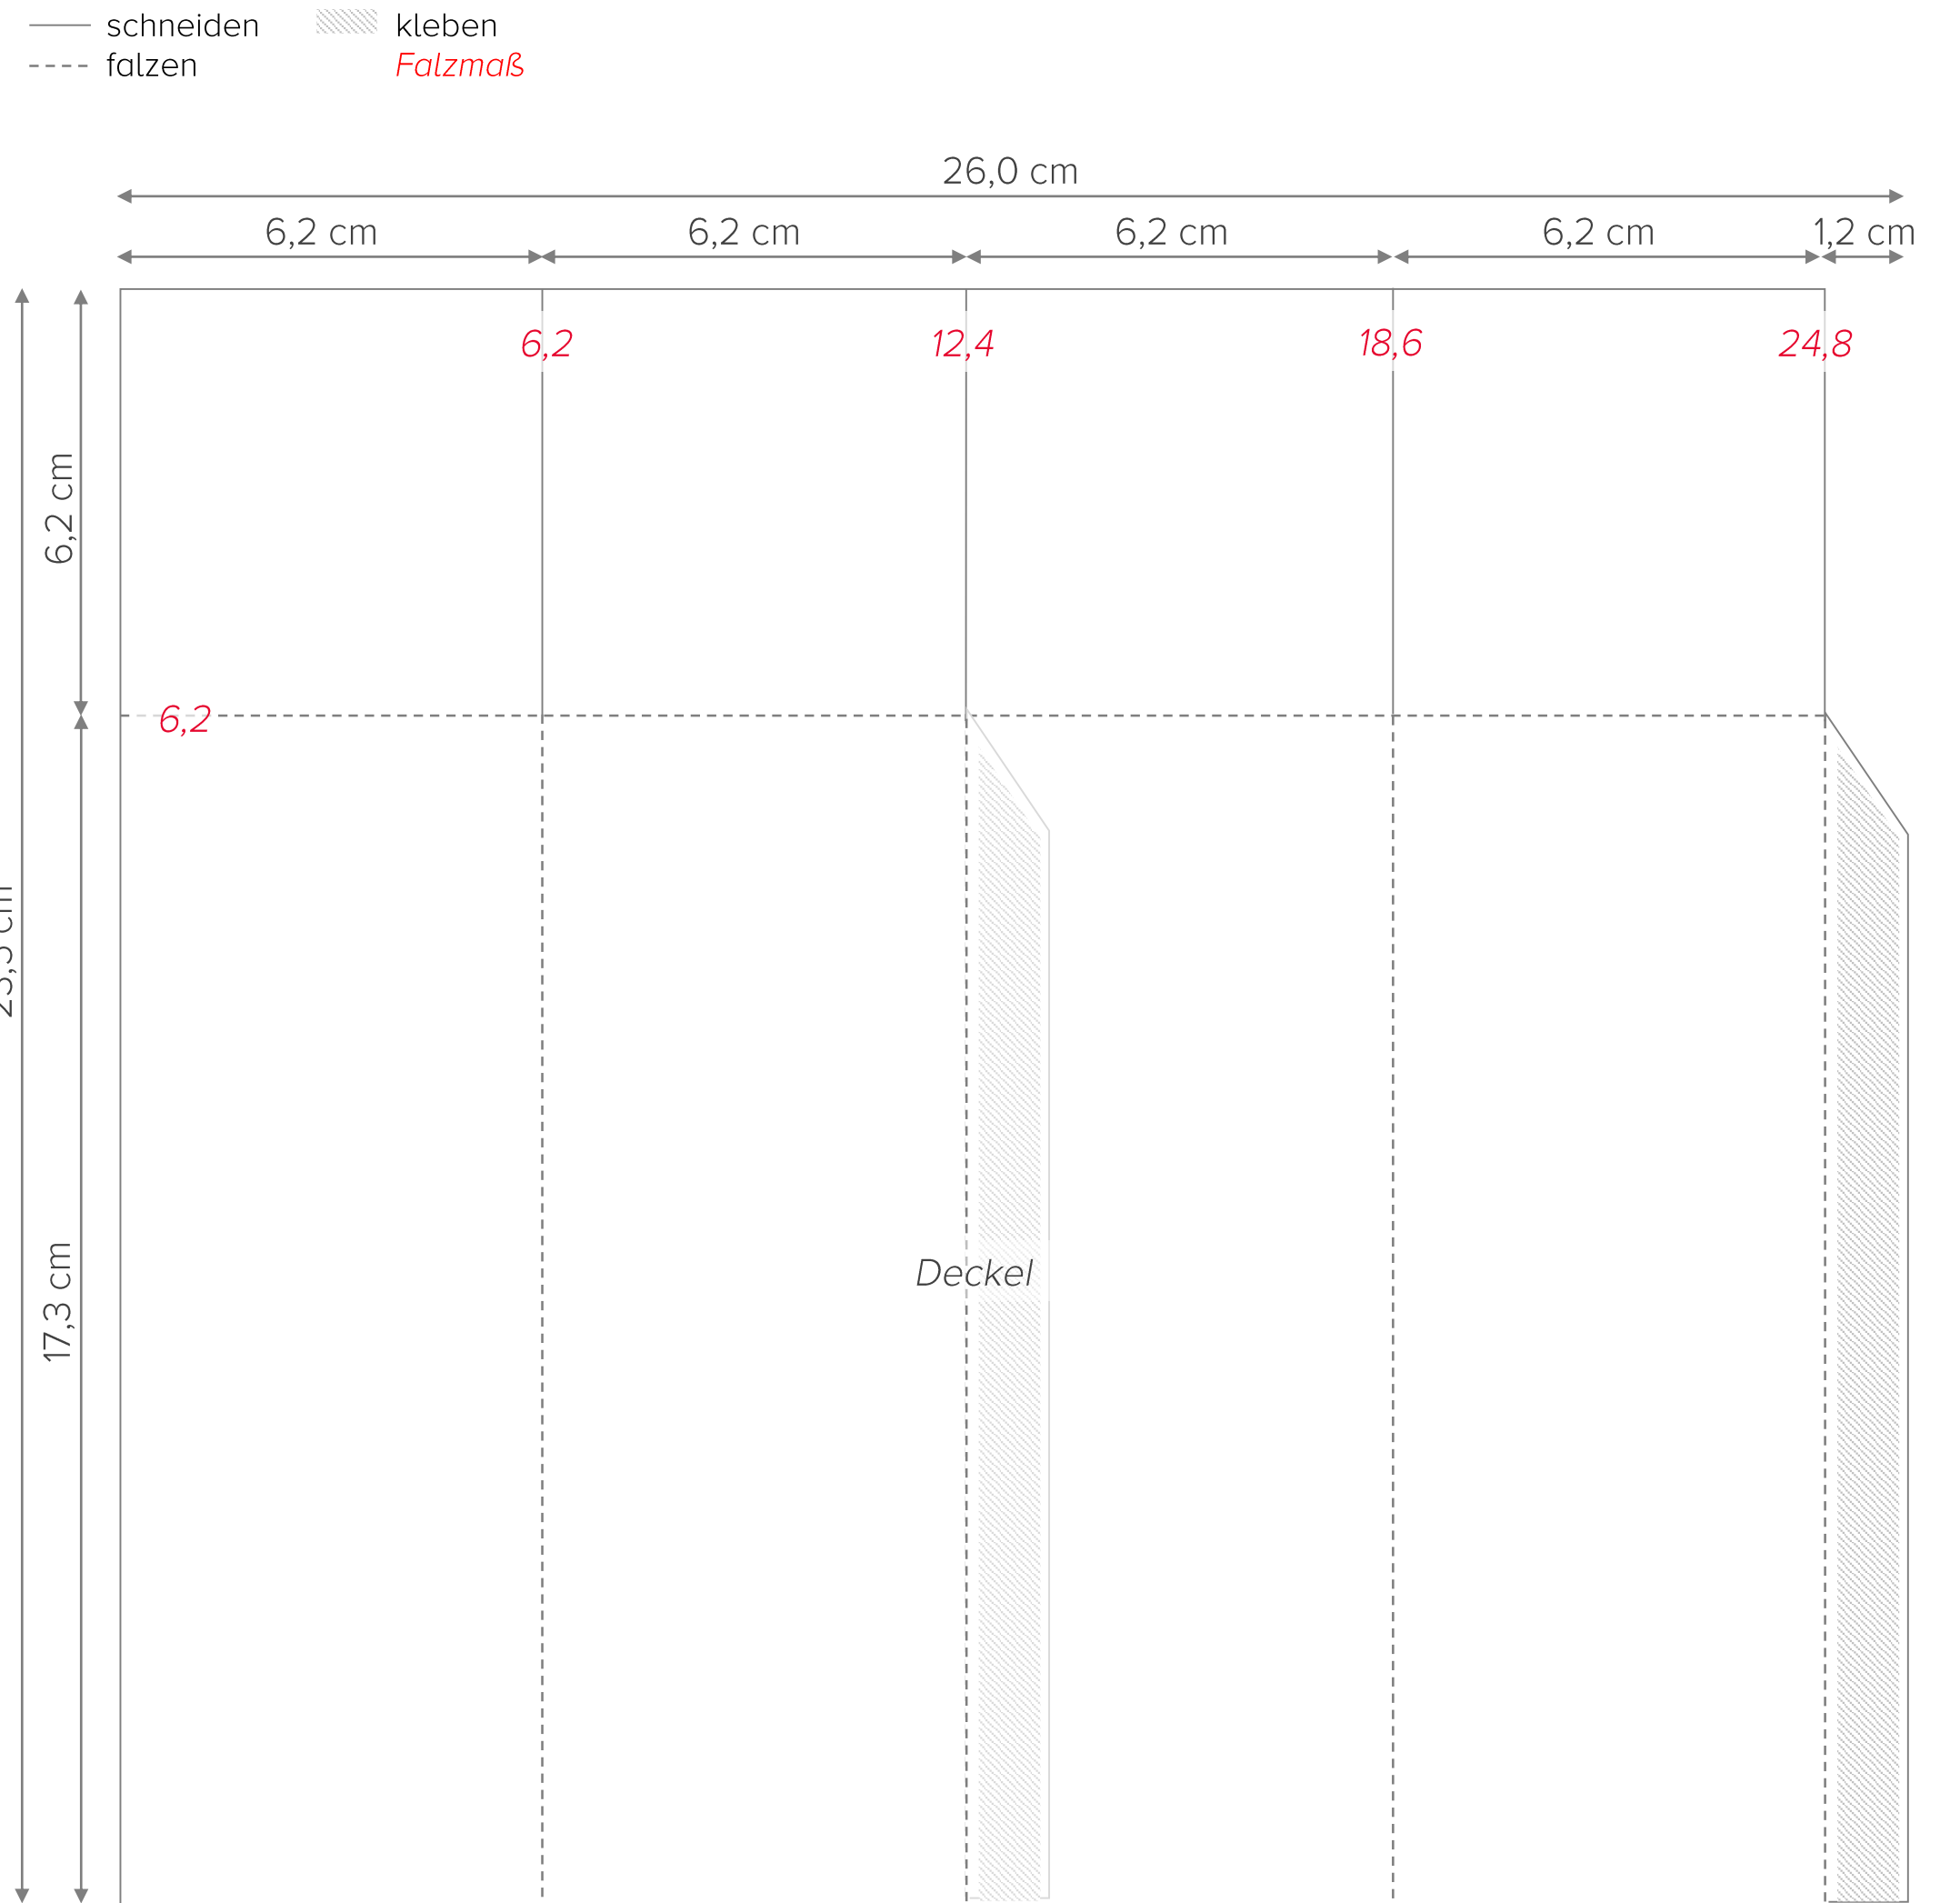 schneiden
kleben
falzen
Falzmaß
26,0 cm
6,2 cm
6,2 cm
6,2 cm
6,2 cm
1,2 cm
6,2
12,4
18,6
24,8
6,2 cm
6,2
cm
17,3 cm
Deckel